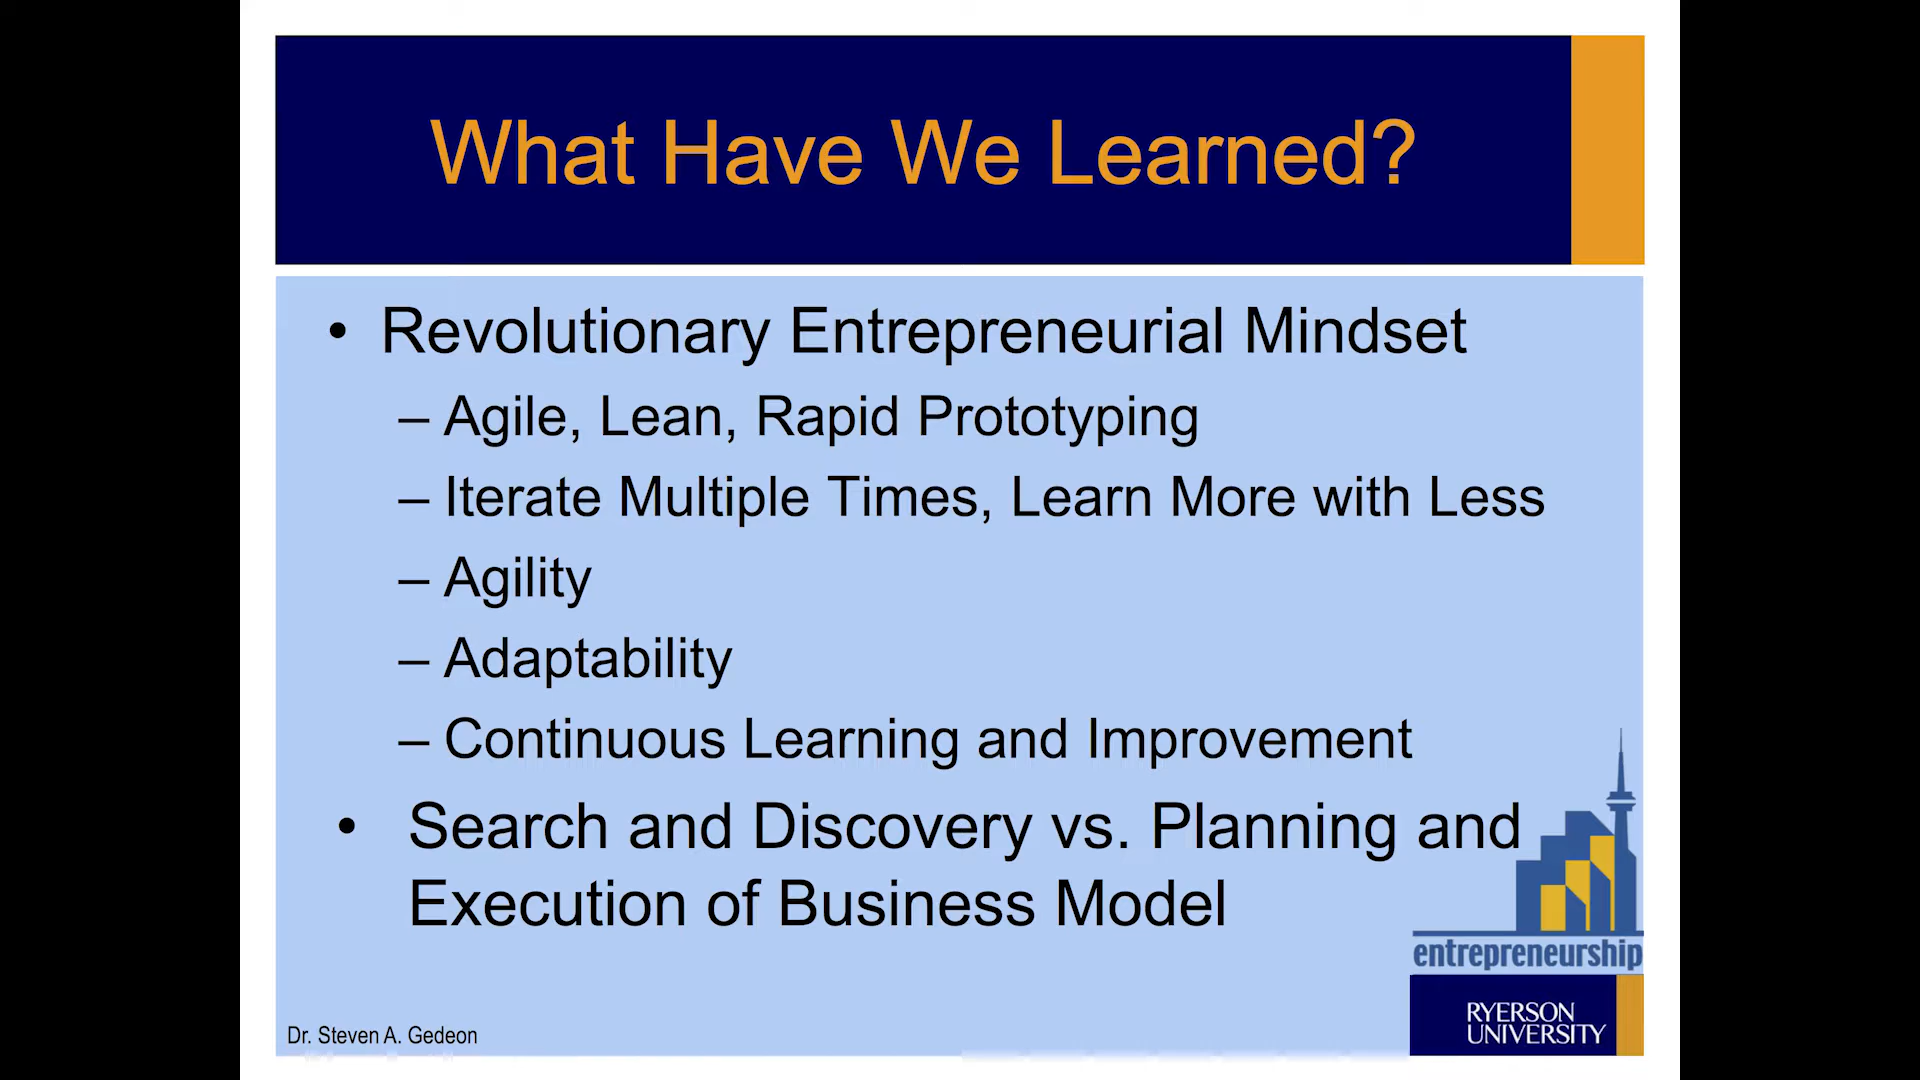 What Have We Learned?
• Revolutionary Entrepreneurial Mindset
– Agile, Lean, Rapid Prototyping
– Iterate Multiple Times, Learn More with Less
– Agility
– Adaptability
– Continuous Learning and Improvement
• Search and Discovery vs. Planning and
Execution of Business Model
entrepreneurship
RYERSON
UNIVERSITY
Dr. Steven A. Gedeon